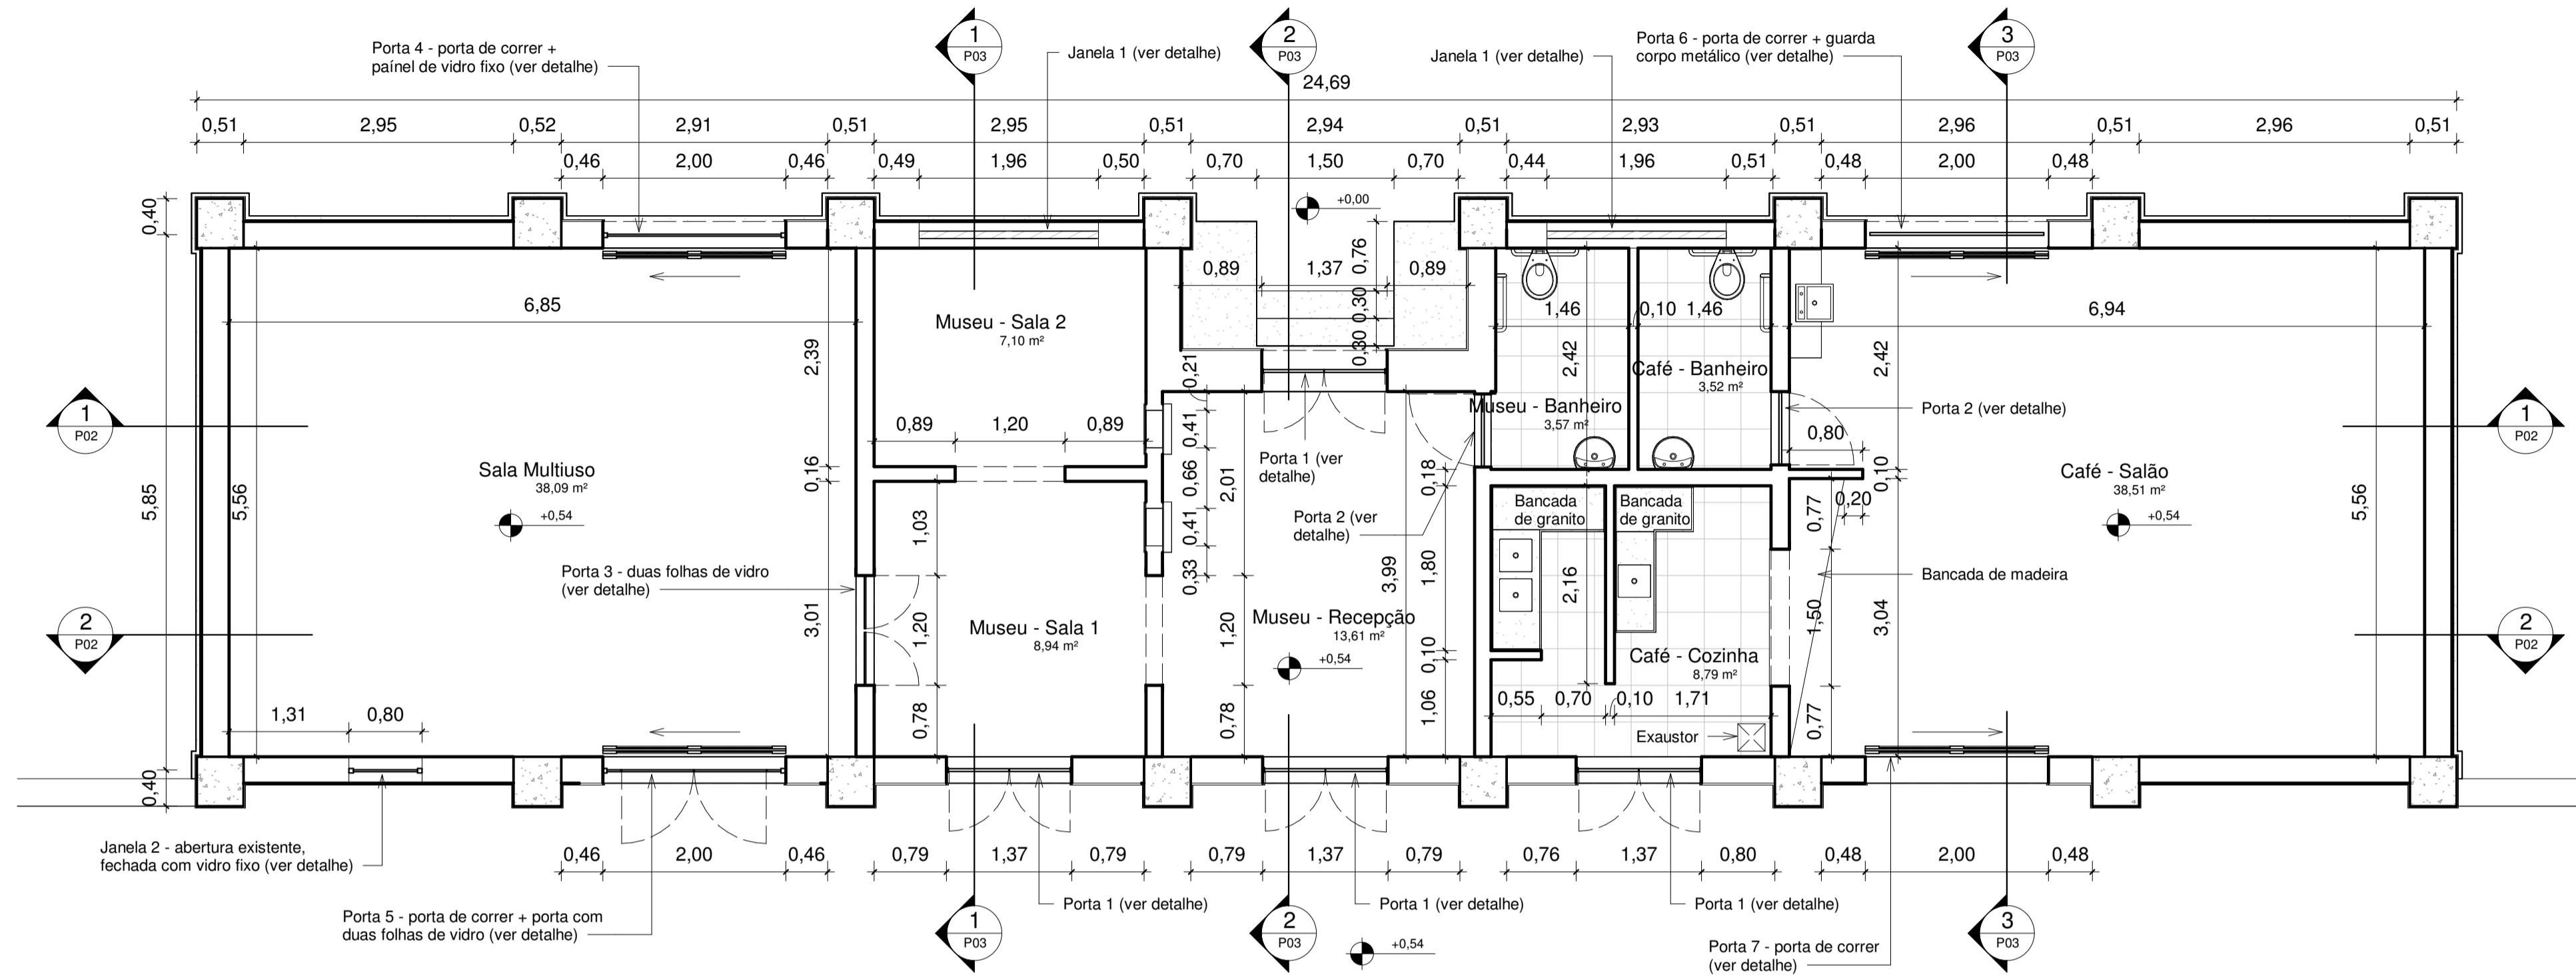 1
P03
2
P03
3
P03
Porta 4 - porta de correr +
paínel de vidro fixo (ver detalhe)
Janela 1 (ver detalhe)
Janela 1 (ver detalhe)
Porta 6 - porta de correr + guarda
corpo metálico (ver detalhe)
24,69
0,51 2,95 0,52 2,91 0,51 2,95 0,51 2,94 0,51 2,93 0,51 2,96 0,51 2,96 0,51
0,46 2,00 0,46 0,49 1,96 0,50 0,70 1,50 0,70 0,44 1,96 0,51 0,48 2,00 0,48
0,40
+0,00
0,76
0,89 1,37 0,89
0,30
0,30
6,85
Museu - Sala 2
7,10 m²
1,46 0,10 1,46
6,94
2,39
0,21
2,42
2,42
Café - Banheiro
3,52 m²
Museu - Banheiro
3,57 m²
Porta 2 (ver detalhe)
1
P02
1
P02
0,89 1,20 0,89
0,41
0,80
Sala Multiuso
38,09 m²
+0,54
0,16
0,66
2,01
Porta 1 (ver
detalhe)
0,18
0,10
Café - Salão
38,51 m²
+0,54
5,85
5,56
5,56
1,03
0,41
Porta 2 (ver
detalhe)
Bancada
de granito
Bancada
de granito
0,20
0,77
Porta 3 - duas folhas de vidro
(ver detalhe)
0,33
3,99
1,80
2,16
Bancada de madeira
3,01
1,20
1,20
1,50
3,04
Museu - Sala 1
8,94 m²
Museu - Recepção
13,61 m²
+0,54
0,10
Café - Cozinha
8,79 m²
2
P02
2
P02
1,31 0,80
0,78
0,78
1,06
0,55 0,70 0,10 1,71
0,77
Exaustor
0,40
Janela 2 - abertura existente,
fechada com vidro fixo (ver detalhe)
0,46 2,00 0,46 0,79 1,37 0,79 0,79 1,37 0,79 0,76 1,37 0,80 0,48 2,00 0,48
Porta 5 - porta de correr + porta com
duas folhas de vidro (ver detalhe)
Porta 1 (ver detalhe)
Porta 1 (ver detalhe)
Porta 1 (ver detalhe)
1
P03
2
P03
3
P03
+0,54
Porta 7 - porta de correr
(ver detalhe)